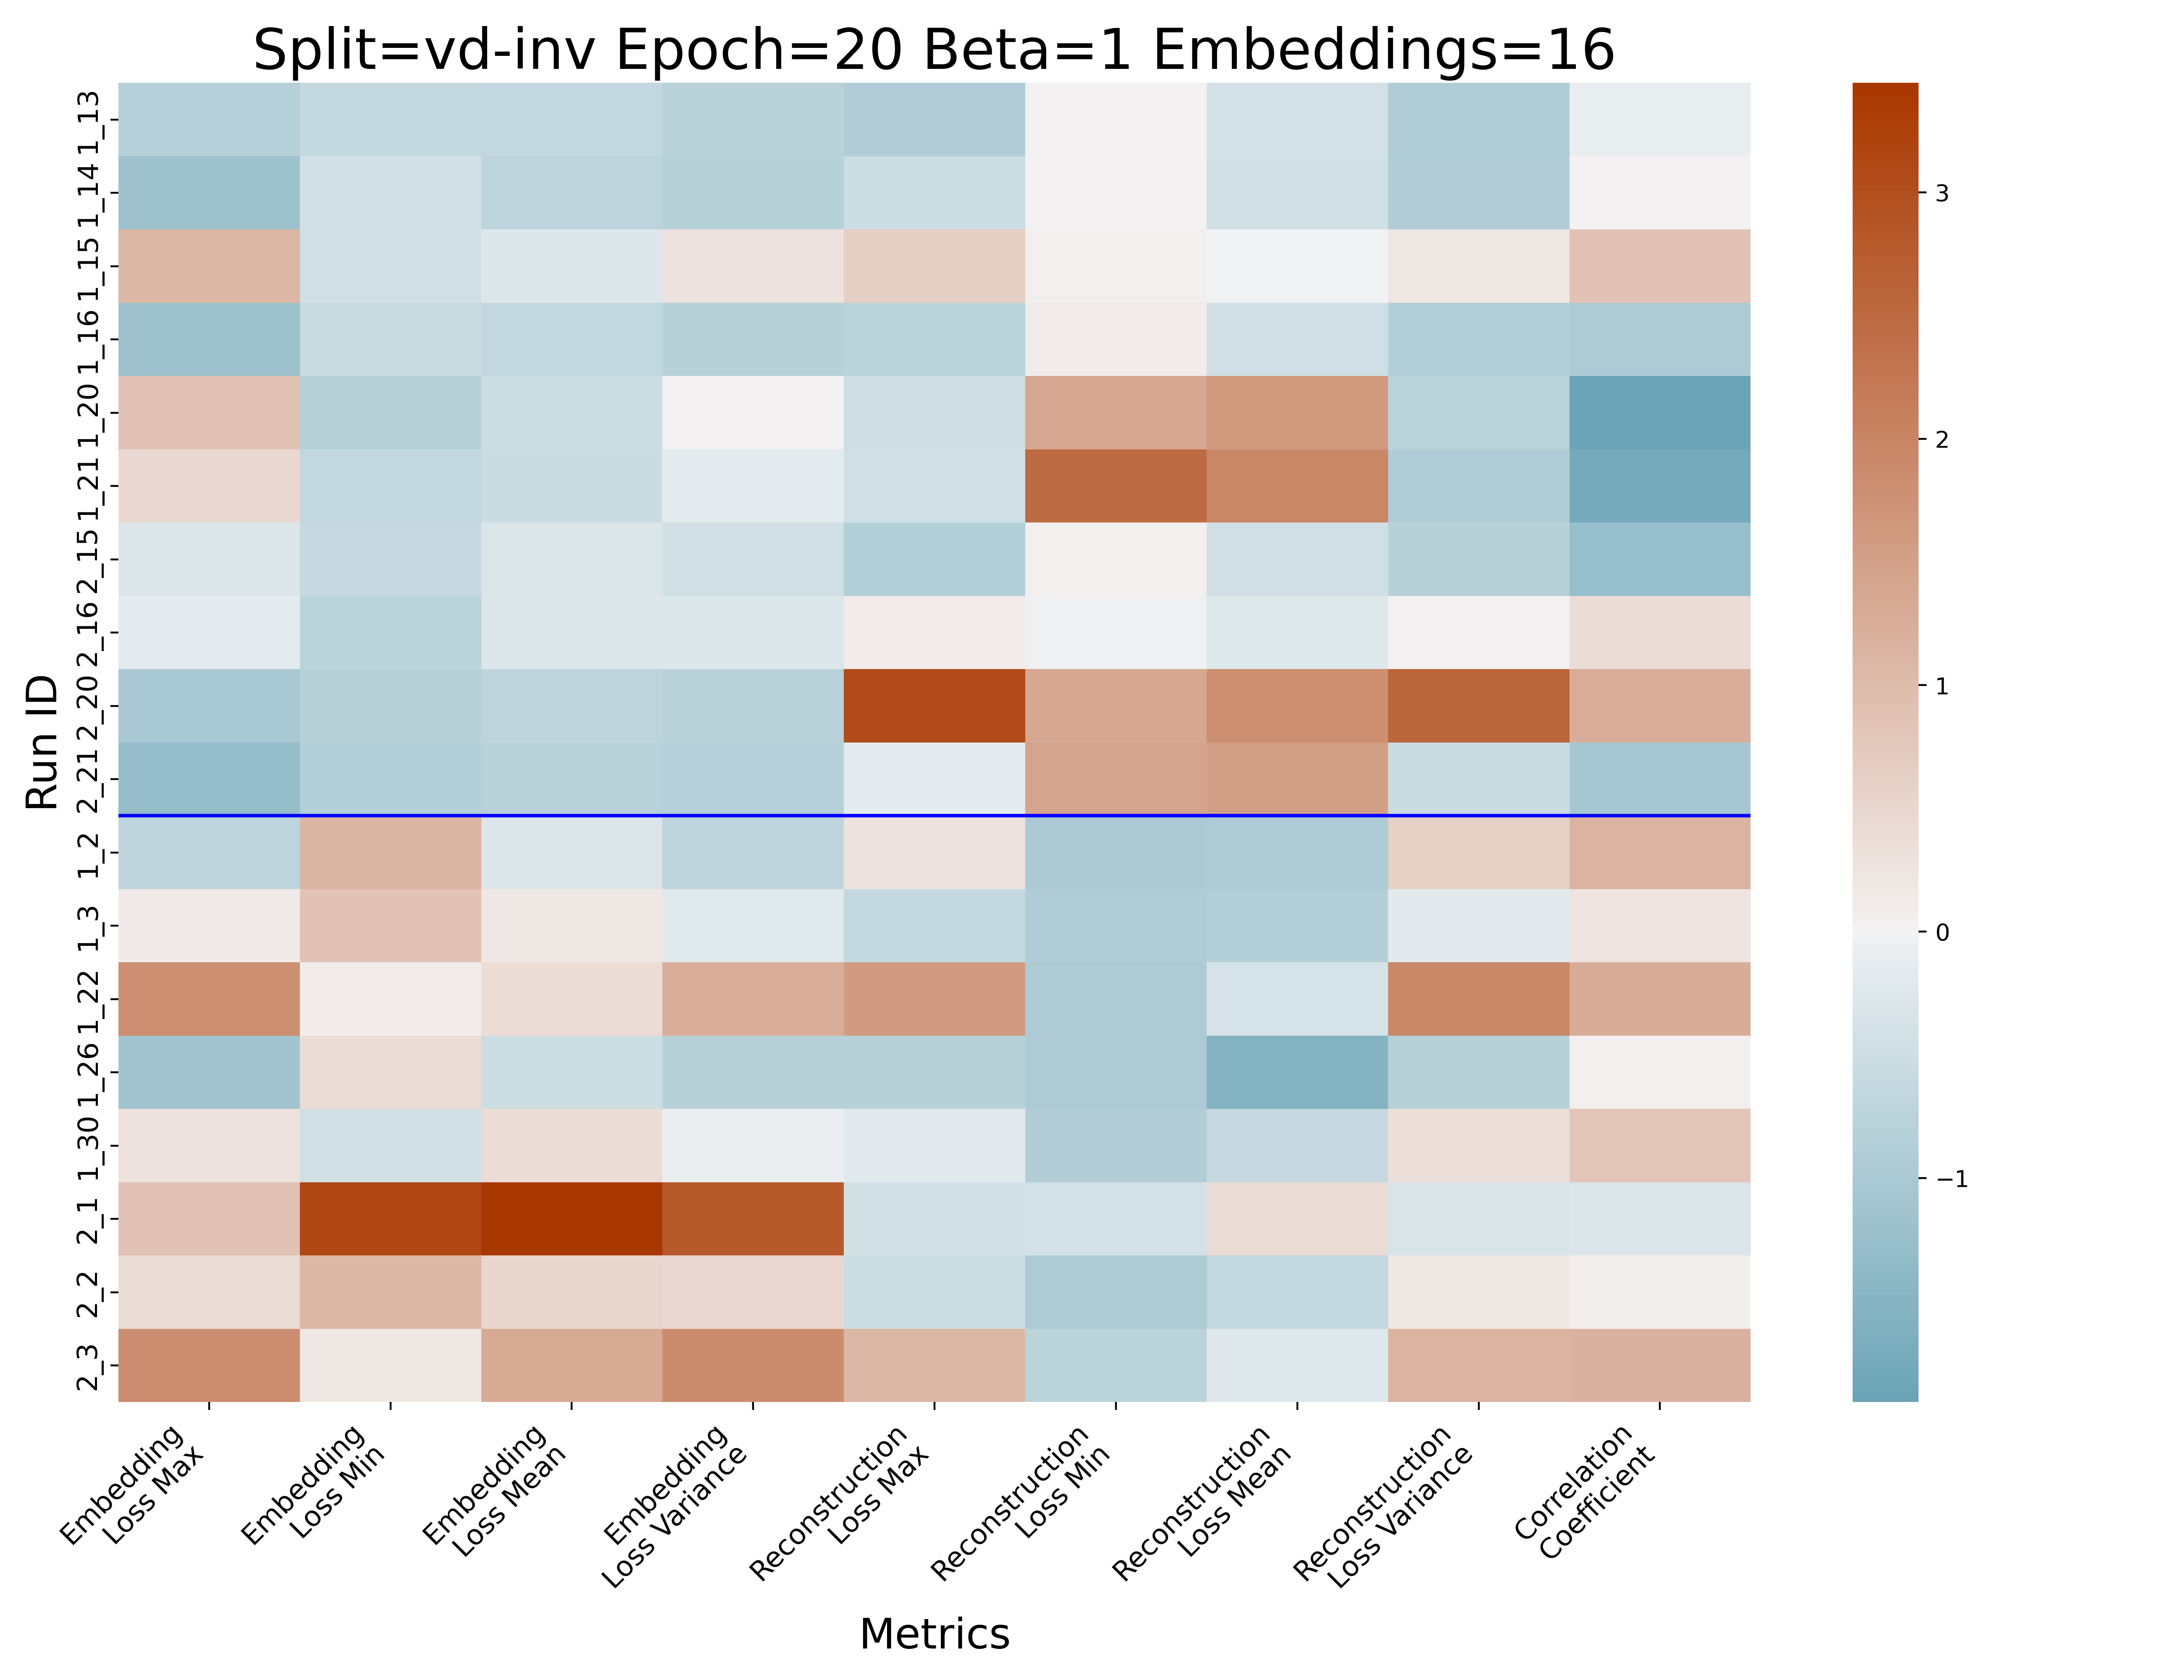 Split=vd-inv Epoch=20 Beta=1 Embeddings=16
Run ID
1_13
1_14
1_15
1_16
1_20
1_21
2_15
2_16
2_20
2_21
1_2
1_3
1_22
1_26
1_30
2_1
2_2
2_3
Embedding
Loss Max
Embedding
Loss Min
Embedding
Loss Mean
Embedding
Loss Variance
Reconstruction
Loss Max
Reconstruction
Loss Min
Reconstruction
Loss Mean
Reconstruction
Loss Variance
Correlation
Coefficient
Metrics
3
2
1
0
−1